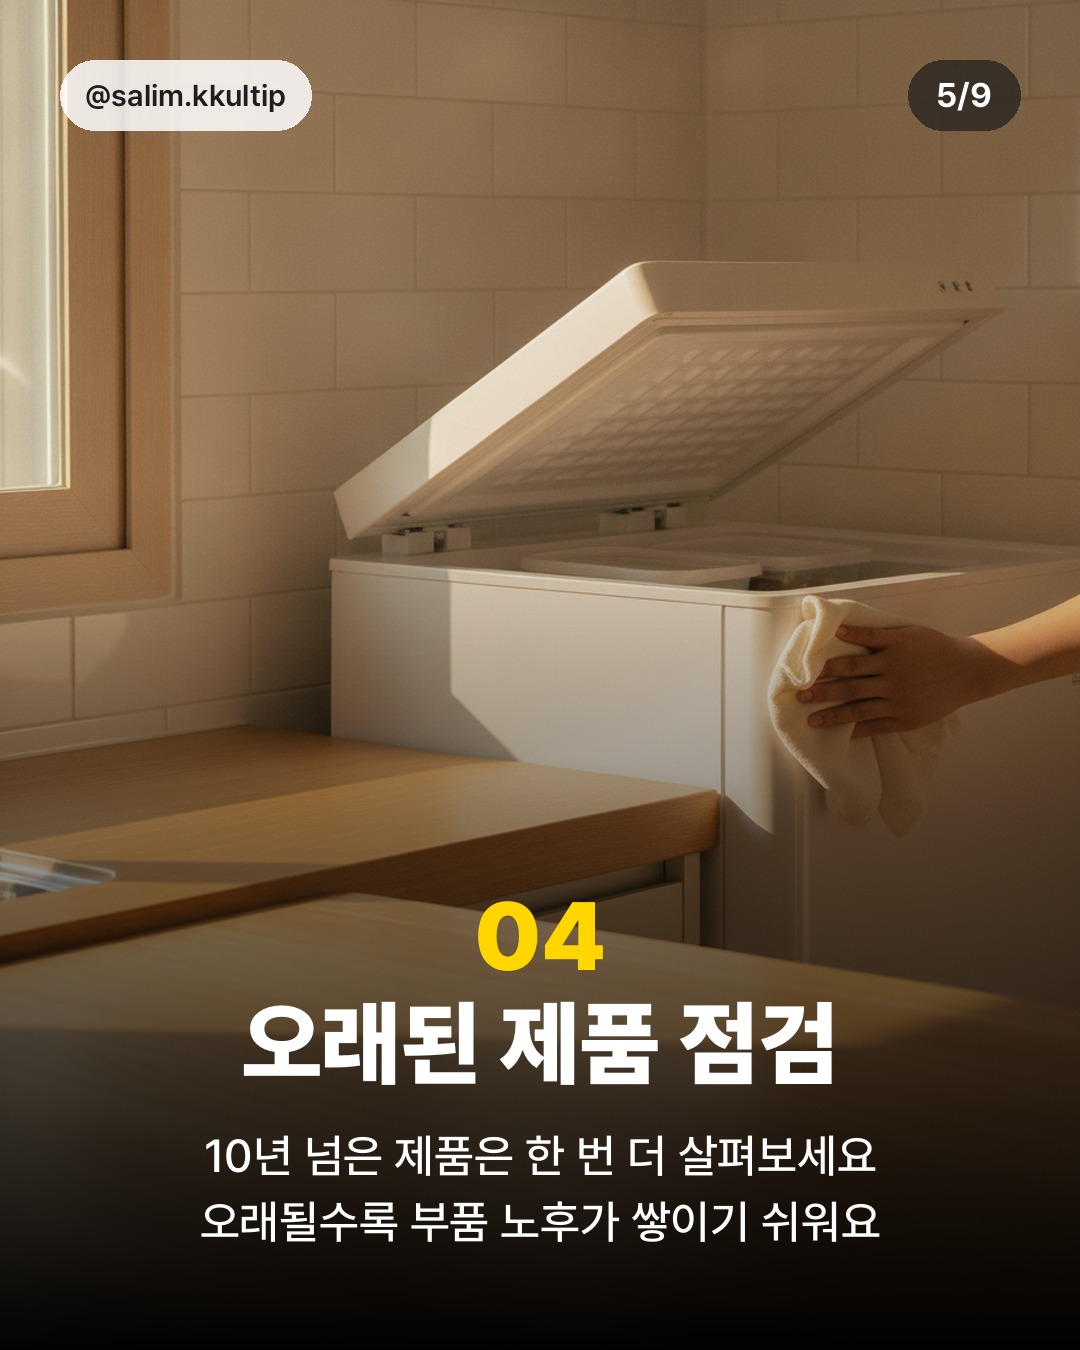 @salim.kkultip
5/9
04
오래된 제품 점검
10년 넘은 제품은 한 번 더 살펴보세요
오래될수록 부품 노후가 쌓이기 쉬워요